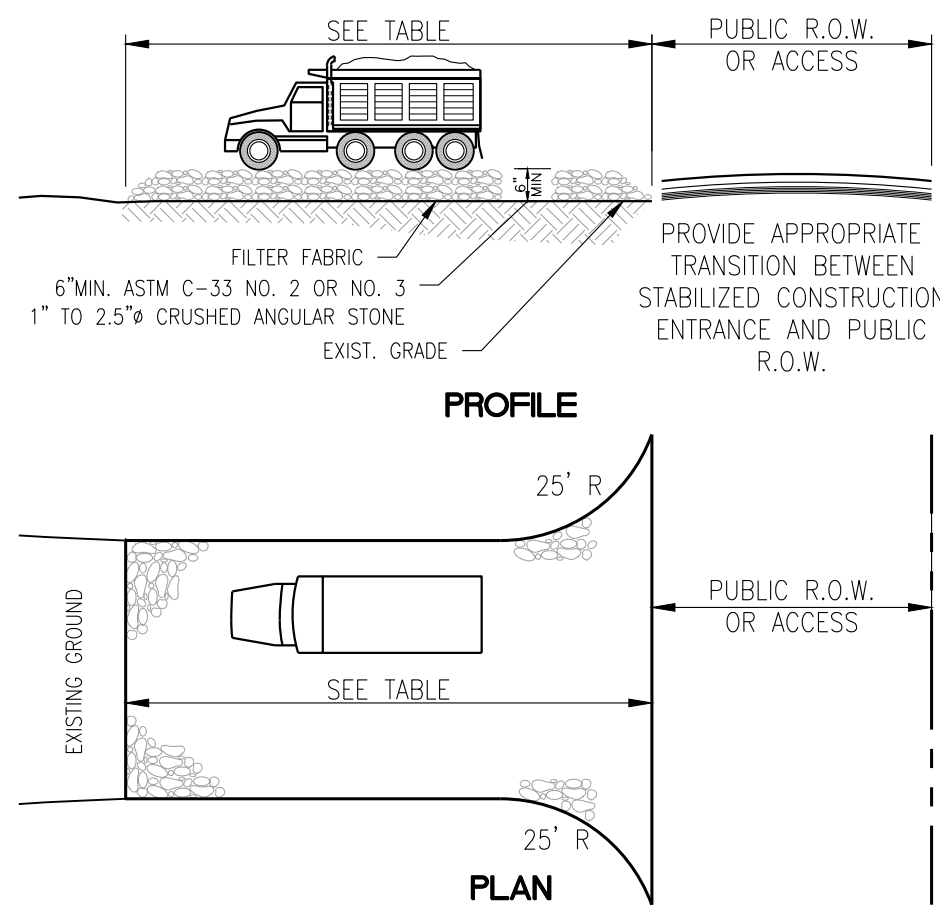 SEE TABLE
PUBLIC R.O.W.
OR ACCESS
6"
MIN
FILTER FABRIC
6"MIN. ASTM C-33 NO. 2 OR NO. 3
1" TO 2.5"ø CRUSHED ANGULAR STONE
EXIST. GRADE
PROVIDE APPROPRIATE
TRANSITION BETWEEN
STABILIZED CONSTRUCTION
ENTRANCE AND PUBLIC
R.O.W.
PROFILE
25' R
EXISTING GROUND
PUBLIC R.O.W.
OR ACCESS
SEE TABLE
25' R
PLAN